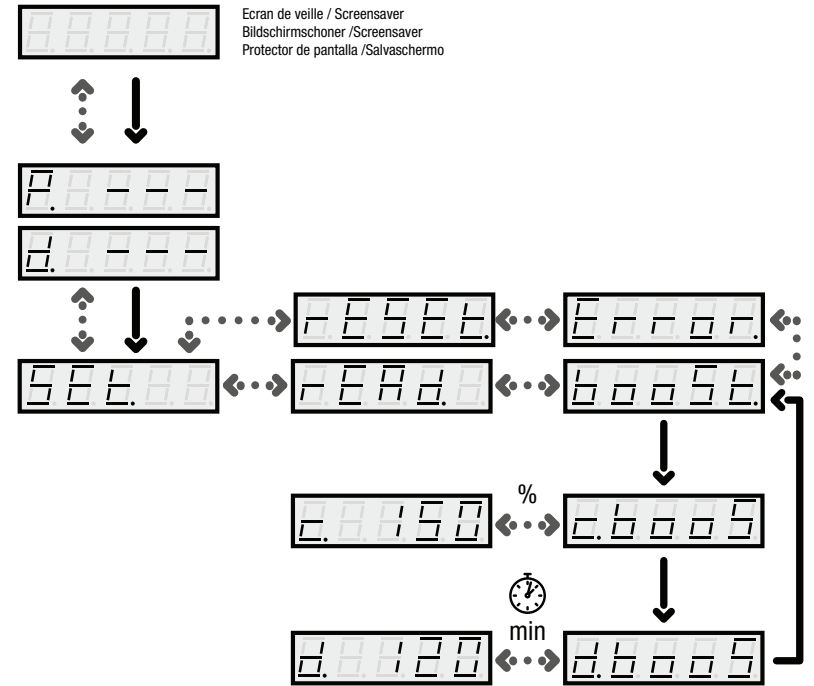 Ecran de veille / Screensaver
Bildschirmschoner /Screensaver
Protector de pantalla /Salvaschermo
P. - - -
d. - - -
rESEt.
Error.
SEt.
rEAd.
booSt.
%
c. 150
c.booS
min
d. 120
d.booS